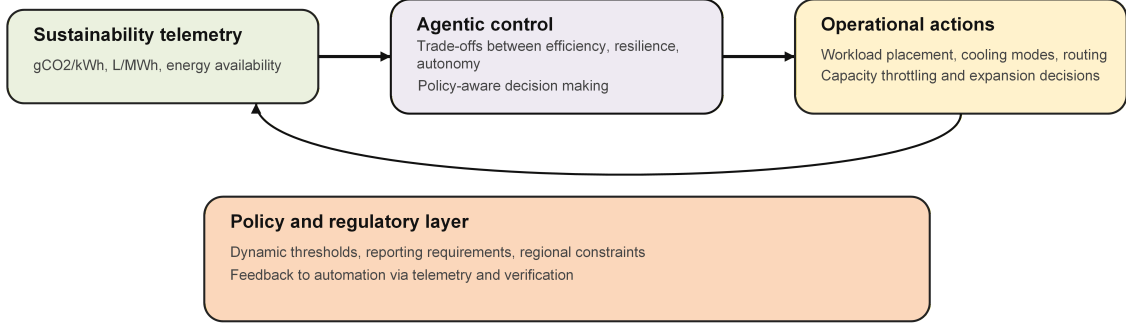 Sustainability telemetry
gCO2/kWh, L/MWh, energy availability
Agentic control
Trade-offs between efficiency, resilience,
autonomy
Policy-aware decision making
Operational actions
Workload placement, cooling modes, routing
Capacity throttling and expansion decisions
Policy and regulatory layer
Dynamic thresholds, reporting requirements, regional constraints
Feedback to automation via telemetry and verification